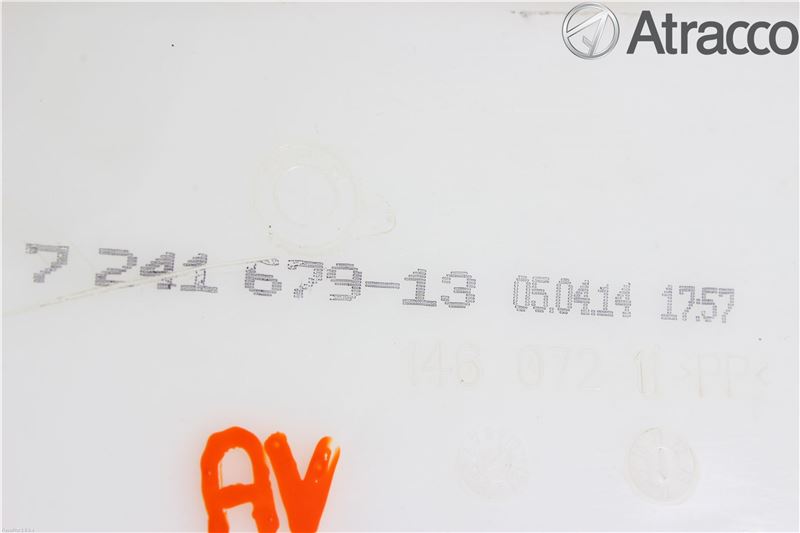 Atracco
7 241 679-13 05.04.14 17:57
146 072 11 >PP<
AV